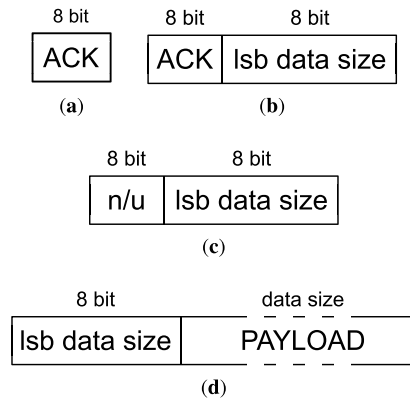 8 bit 8 bit 8 bit
ACK ACK lsb data size
(a) (b)
8 bit 8 bit
n/u lsb data size
(c)
8 bit data size
lsb data size PAYLOAD
(d)